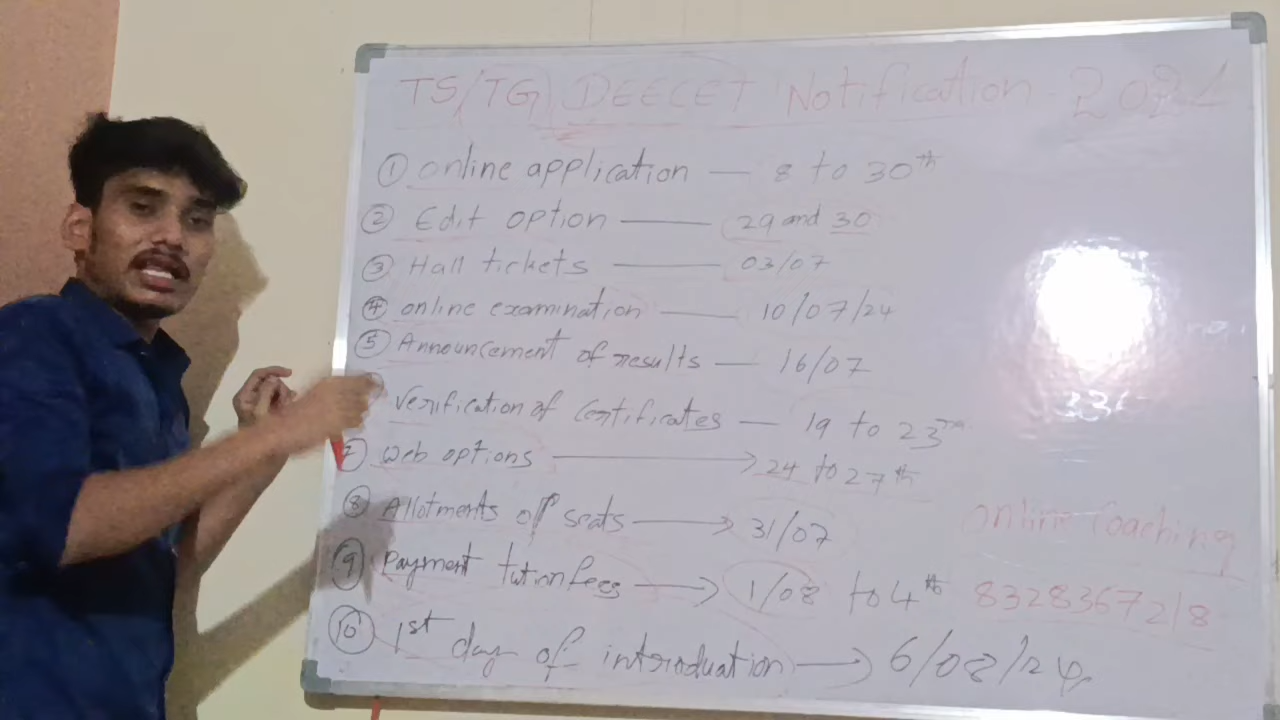 TS/TG DEECET Notification - 2024
① online application — 8 to 30th
② Edit option — 29 and 30
③ Hall tickets — 03/07
④ online examination — 10/07/24
⑤ Announcement of results — 16/07
Verification of certificates — 19 to 23rd
⑦ web options → 24 to 27th
⑧ Allotments of seats → 31/07
⑨ payment tution fees → 1/08 to 4th
⑩ 1st day of introduation → 6/08/24
online coaching
8328367218